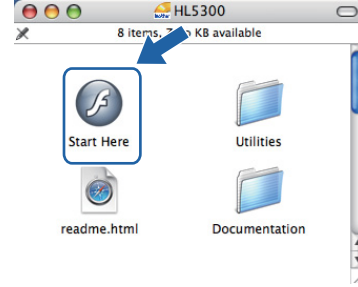 HL5300
8 items, Z KB available
Start Here
Utilities
readme.html
Documentation